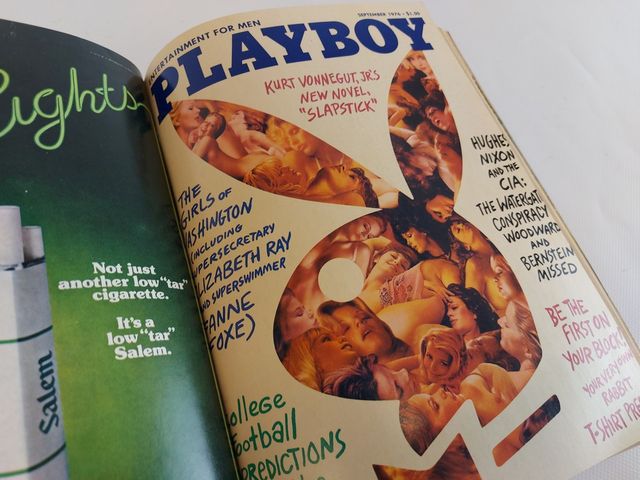 Lights
Not just
another low "tar"
cigarette.
It's a
low "tar"
Salem.
Salem
ENTERTAINMENT FOR MEN
SEPTEMBER 1976 • $1.00
PLAYBOY
KURT VONNEGUT, JR'S
NEW NOVEL,
"SLAPSTICK"
THE
GIRLS OF
WASHINGTON
(INCLUDING
SUPERSECRETARY
ELIZABETH RAY
AND SUPERSWIMMER
FANNE
FOXE)
College
Football
PREDICTIONS
HUGHES,
NIXON
AND THE
CIA:
THE WATERGATE
CONSPIRACY
WOODWARD
AND
BERNSTEIN
MISSED
BE THE
FIRST ON
YOUR BLOCK
YOUR VERY OWN
RABBIT
T-SHIRT